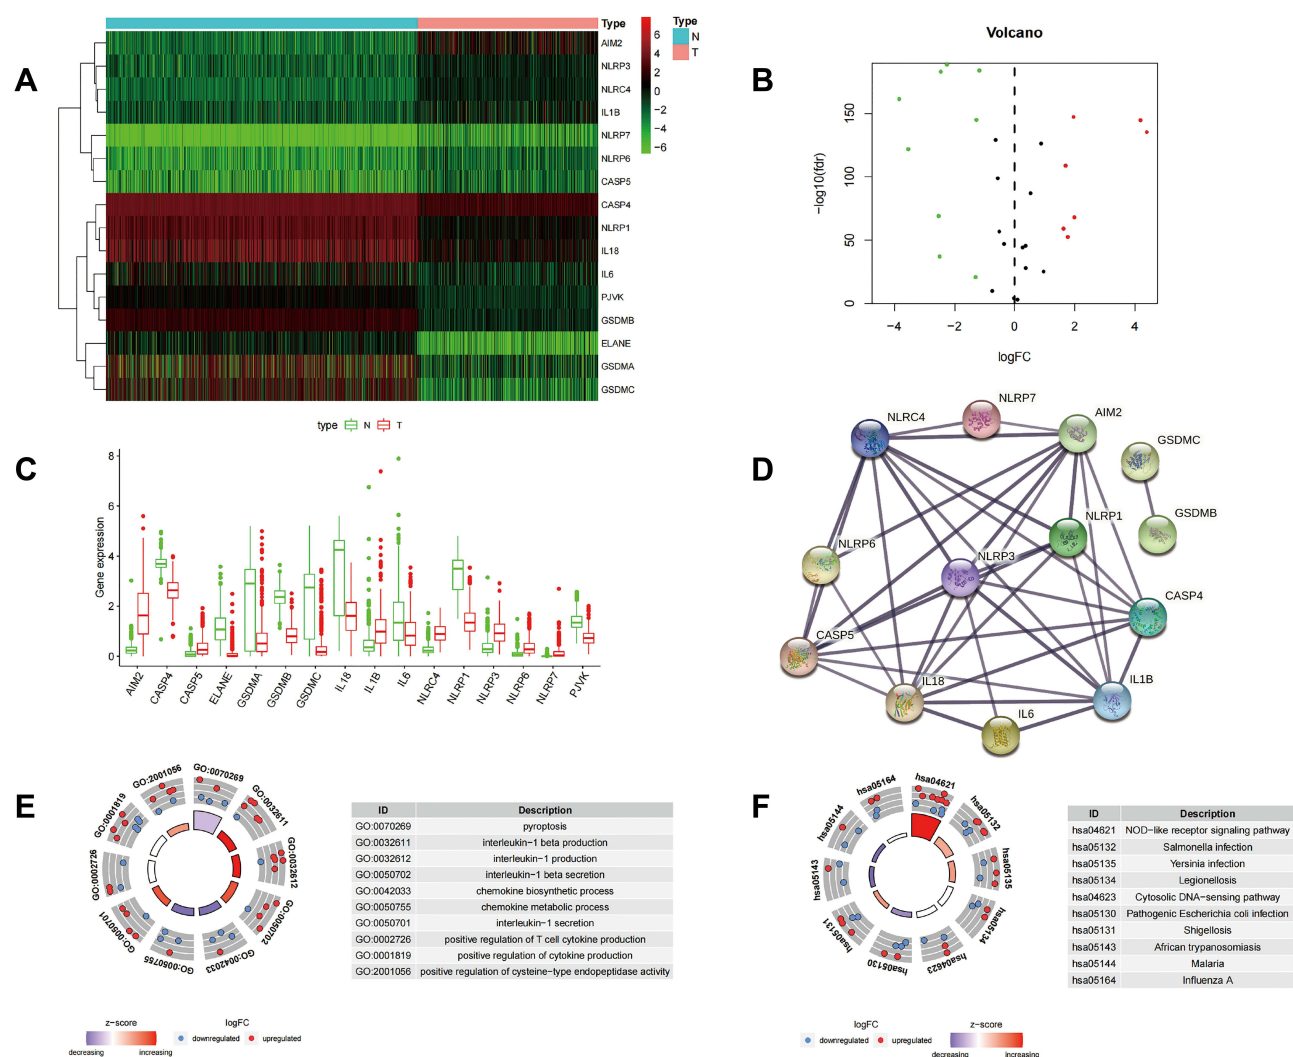 A
Type
AIM2
NLRP3
NLRC4
IL1B
NLRP7
NLRP6
CASP5
CASP4
NLRP1
IL18
IL6
PJVK
GSDMB
ELANE
GSDMA
GSDMC
6
4
2
0
−2
−4
−6
Type
N
T
B
Volcano
−log10(fdr)
150
100
50
0
−4 −2 0 2 4
logFC
C
type N T
Gene expression
8
6
4
2
0
AIM2 CASP4 CASP5 ELANE GSDMA GSDMB GSDMC IL18 IL1B IL6 NLRC4 NLRP1 NLRP3 NLRP6 NLRP7 PJVK
D
NLRC4
NLRP7
AIM2
GSDMC
GSDMB
NLRP1
NLRP6
NLRP3
CASP4
CASP5
IL18
IL1B
IL6
E
GO:0070269
GO:0032611
GO:0032612
GO:0050702
GO:0042033
GO:0050755
GO:0050701
GO:0002726
GO:0001819
GO:2001056
ID Description
GO:0070269 pyroptosis
GO:0032611 interleukin−1 beta production
GO:0032612 interleukin−1 production
GO:0050702 interleukin−1 beta secretion
GO:0042033 chemokine biosynthetic process
GO:0050755 chemokine metabolic process
GO:0050701 interleukin−1 secretion
GO:0002726 positive regulation of T cell cytokine production
GO:0001819 positive regulation of cytokine production
GO:2001056 positive regulation of cysteine−type endopeptidase activity
z−score
decreasing increasing
logFC
downregulated upregulated
F
hsa04621
hsa05132
hsa05135
hsa05134
hsa04623
hsa05130
hsa05131
hsa05143
hsa05144
hsa05164
ID Description
hsa04621 NOD−like receptor signaling pathway
hsa05132 Salmonella infection
hsa05135 Yersinia infection
hsa05134 Legionellosis
hsa04623 Cytosolic DNA−sensing pathway
hsa05130 Pathogenic Escherichia coli infection
hsa05131 Shigellosis
hsa05143 African trypanosomiasis
hsa05144 Malaria
hsa05164 Influenza A
logFC
downregulated upregulated
z−score
decreasing increasing